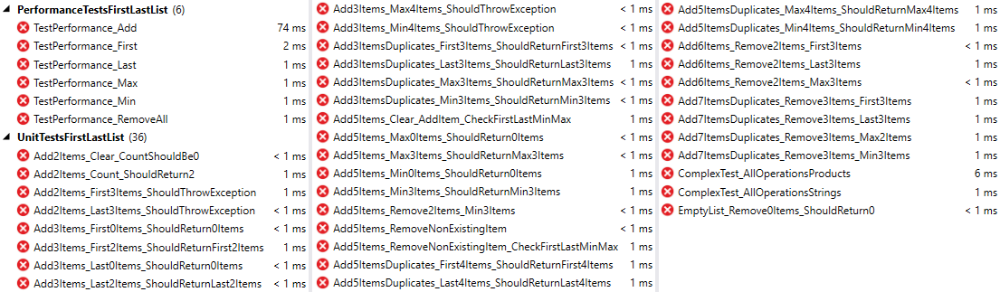 PerformanceTestsFirstLastList (6)
TestPerformance_Add 74 ms
TestPerformance_First 2 ms
TestPerformance_Last 1 ms
TestPerformance_Max 1 ms
TestPerformance_Min 1 ms
TestPerformance_RemoveAll 1 ms
UnitTestsFirstLastList (36)
Add2Items_Clear_CountShouldBe0 < 1 ms
Add2Items_Count_ShouldReturn2 1 ms
Add2Items_First3Items_ShouldThrowException 1 ms
Add2Items_Last3Items_ShouldThrowException < 1 ms
Add3Items_First0Items_ShouldReturn0Items < 1 ms
Add3Items_First2Items_ShouldReturnFirst2Items 1 ms
Add3Items_Last0Items_ShouldReturn0Items < 1 ms
Add3Items_Last2Items_ShouldReturnLast2Items < 1 ms
Add3Items_Max4Items_ShouldThrowException < 1 ms
Add3Items_Min4Items_ShouldThrowException < 1 ms
Add3ItemsDuplicates_First3Items_ShouldReturnFirst3Items < 1 ms
Add3ItemsDuplicates_Last3Items_ShouldReturnLast3Items 1 ms
Add3ItemsDuplicates_Max3Items_ShouldReturnMax3Items < 1 ms
Add3ItemsDuplicates_Min3Items_ShouldReturnMin3Items < 1 ms
Add5Items_Clear_AddItem_CheckFirstLastMinMax 1 ms
Add5Items_Max0Items_ShouldReturn0Items < 1 ms
Add5Items_Max3Items_ShouldReturnMax3Items < 1 ms
Add5Items_Min0Items_ShouldReturn0Items 1 ms
Add5Items_Min3Items_ShouldReturnMin3Items 1 ms
Add5Items_Remove2Items_Min3Items < 1 ms
Add5Items_RemoveNonExistingItem < 1 ms
Add5Items_RemoveNonExistingItem_CheckFirstLastMinMax 1 ms
Add5ItemsDuplicates_First4Items_ShouldReturnFirst4Items 1 ms
Add5ItemsDuplicates_Last4Items_ShouldReturnLast4Items 1 ms
Add5ItemsDuplicates_Max4Items_ShouldReturnMax4Items 1 ms
Add5ItemsDuplicates_Min4Items_ShouldReturnMin4Items 1 ms
Add6Items_Remove2Items_First3Items < 1 ms
Add6Items_Remove2Items_Last3Items 1 ms
Add6Items_Remove2Items_Max3Items < 1 ms
Add7ItemsDuplicates_Remove3Items_First3Items 1 ms
Add7ItemsDuplicates_Remove3Items_Last3Items 1 ms
Add7ItemsDuplicates_Remove3Items_Max2Items 1 ms
Add7ItemsDuplicates_Remove3Items_Min3Items < 1 ms
ComplexTest_AllOperationsProducts 6 ms
ComplexTest_AllOperationsStrings 1 ms
EmptyList_Remove0Items_ShouldReturn0 < 1 ms